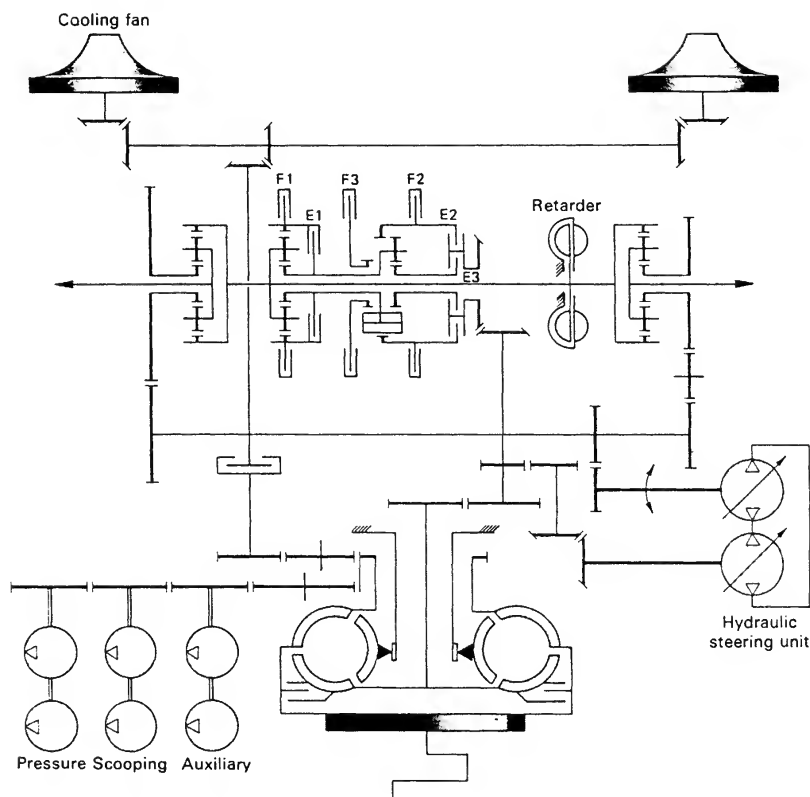 Cooling fan
F1
F3
F2
E1
E2
Retarder
E3
Hydraulic
steering unit
Pressure Scooping Auxiliary